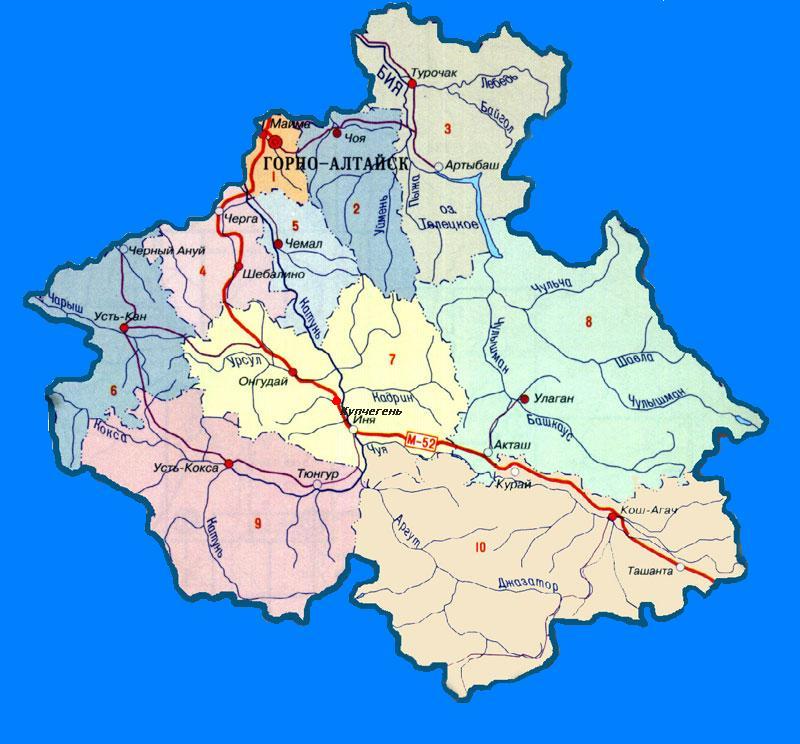 Турочак
БИЯ
Лебедь
Байгол
3
Майма
Чоя
ГОРНО-АЛТАЙСК
Артыбаш
1
2
Пыжа
оз.
Телецкое
Уймень
Черга
5
Чемал
Черный Ануй
4
Шебалино
Чульча
Чарыш
Усть-Кан
Катунь
8
Чулышман
Урсул
7
Шавла
Онгудай
Кадрин
Чулышман
6
Улаган
Купчегень
Башкаус
Иня
Кокса
М-52
Чуя
Акташ
Усть-Кокса
Тюнгур
Курай
Кош-Агач
9
Катунь
Аргут
10
Ташанта
Джазатор